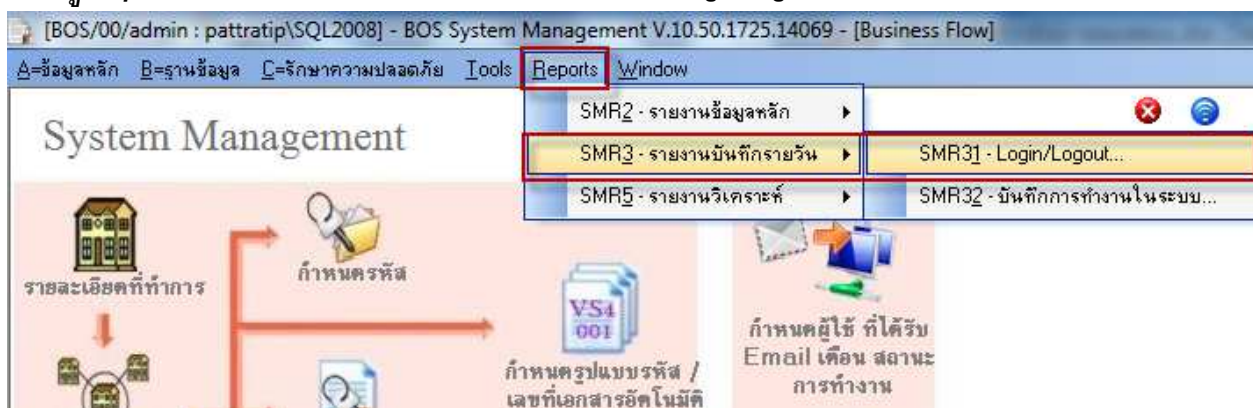 [BOS/00/admin : pattratip\SQL2008] - BOS System Management V.10.50.1725.14069 - [Business Flow]
A=ข้อมูลหลัก B=ฐานข้อมูล C=รักษาความปลอดภัย Tools Reports Window
System Management
SMR2 - รายงานข้อมูลหลัก
SMR3 - รายงานบันทึกรายวัน
SMR5 - รายงานวิเคราะห์
SMR31 - Login/Logout...
SMR32 - บันทึกการทำงานในระบบ...
รายละเอียดที่ทำการ
กำหนดรหัส
VS4
001
กำหนดรูปแบบรหัส /
เลขที่เอกสารอัตโนมัติ
กำหนดผู้ใช้ ที่ได้รับ
Email เตือน สถานะ
การทำงาน